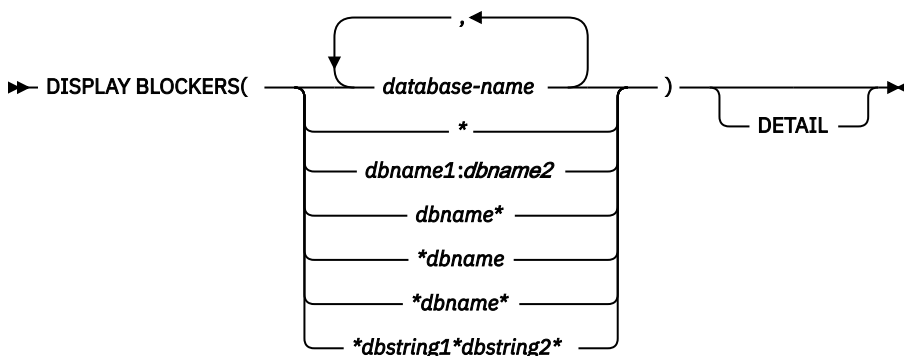 ,
DISPLAY BLOCKERS( database-name )
*
DETAIL
dbname1:dbname2
dbname*
*dbname
*dbname*
*dbstring1*dbstring2*